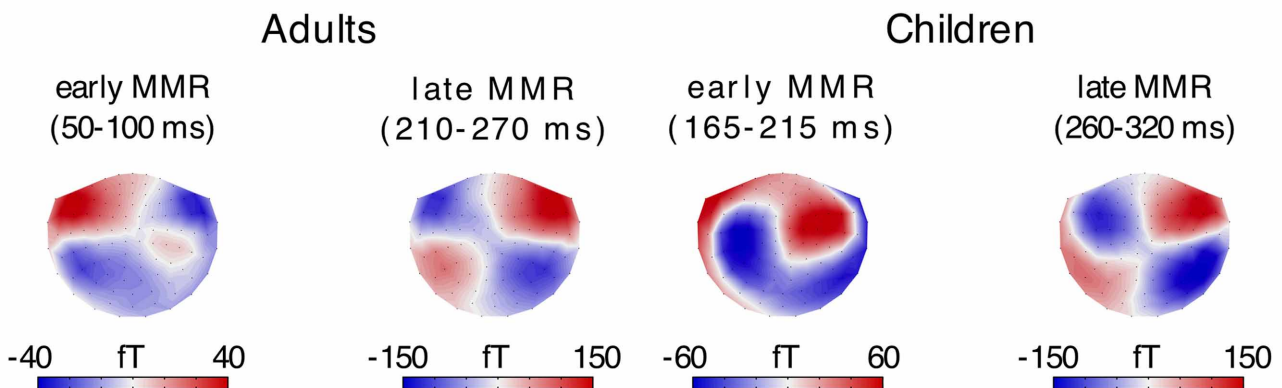 Adults Children
early MMR late MMR early MMR late MMR
(50-100 ms) (210-270 ms) (165-215 ms) (260-320 ms)
-40 fT 40 -150 fT 150 -60 fT 60 -150 fT 150